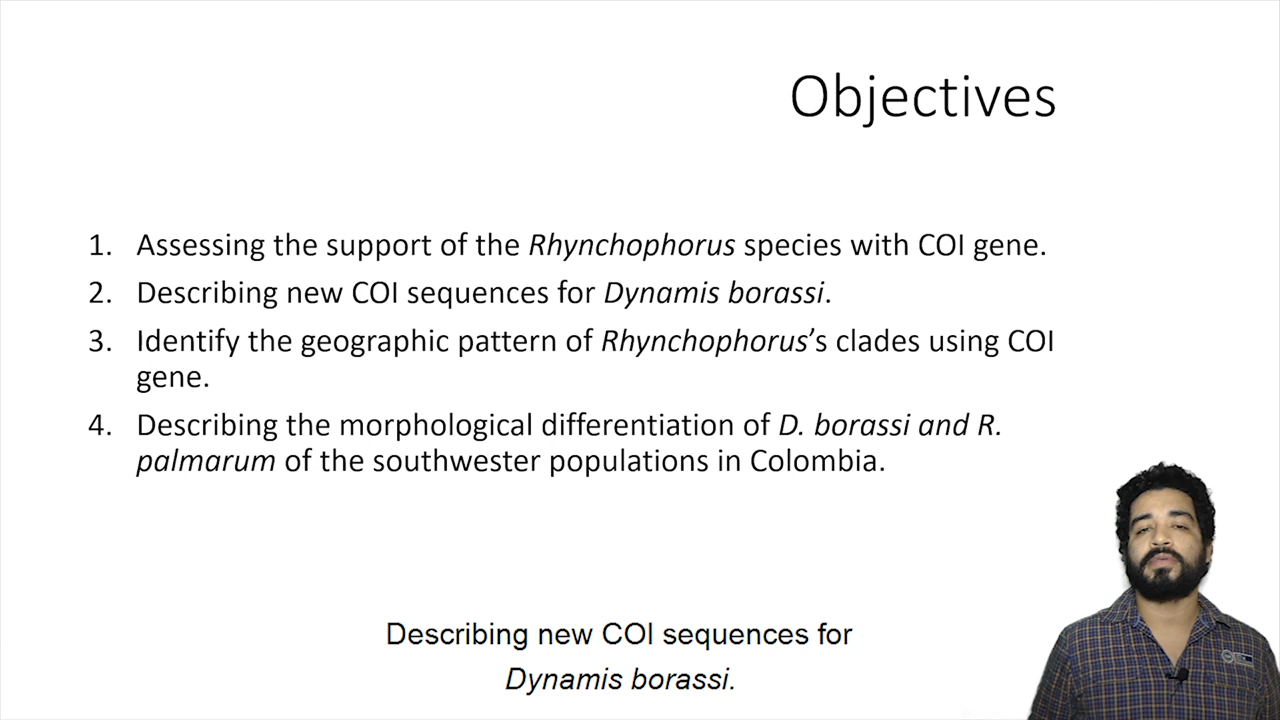 Objectives
1. Assessing the support of the Rhynchophorus species with COI gene.
2. Describing new COI sequences for Dynamis borassi.
3. Identify the geographic pattern of Rhynchophorus’s clades using COI
gene.
4. Describing the morphological differentiation of D. borassi and R.
palmarum of the southwester populations in Colombia.
Describing new COI sequences for
Dynamis borassi.